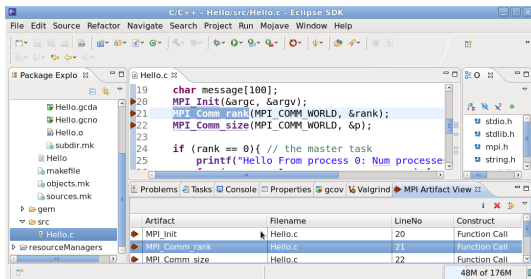 C/C++ - Hello/src/Hello.c - Eclipse SDK
File Edit Source Refactor Navigate Search Project Run Mojave Window Help
Package Explo
Hello.c
O
Hello.gcda
Hello.gcno
Hello.o
subdir.mk
Hello
makefile
objects.mk
sources.mk
gem
src
Hello.c
resourceManagers
19 char message[100];
20 MPI_Init(&argc, &argv);
21 MPI_Comm_rank(MPI_COMM_WORLD, &rank);
22 MPI_Comm_size(MPI_COMM_WORLD, &p);
23
24 if (rank == 0){ // the master task
25 printf("Hello From process 0: Num processe
stdio.h
stdlib.h
mpi.h
string.h
Problems Tasks Console Properties gcov Valgrind MPI Artifact View
Artifact Filename LineNo Construct
MPI_Init Hello.c 20 Function Call
MPI_Comm_rank Hello.c 21 Function Call
MPI_Comm_size Hello.c 22 Function Call
48M of 176M